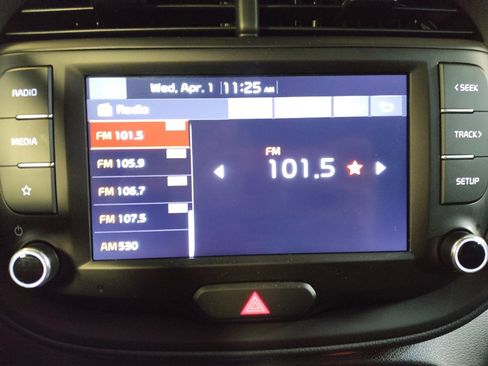 Wed, Apr. 1 11:25 AM
RADIO
Radio
< SEEK
FM 101.5
FM
MEDIA
101.5
TRACK >
FM 105.9
FM 106.7
SETUP
FM 107.5
AM 530